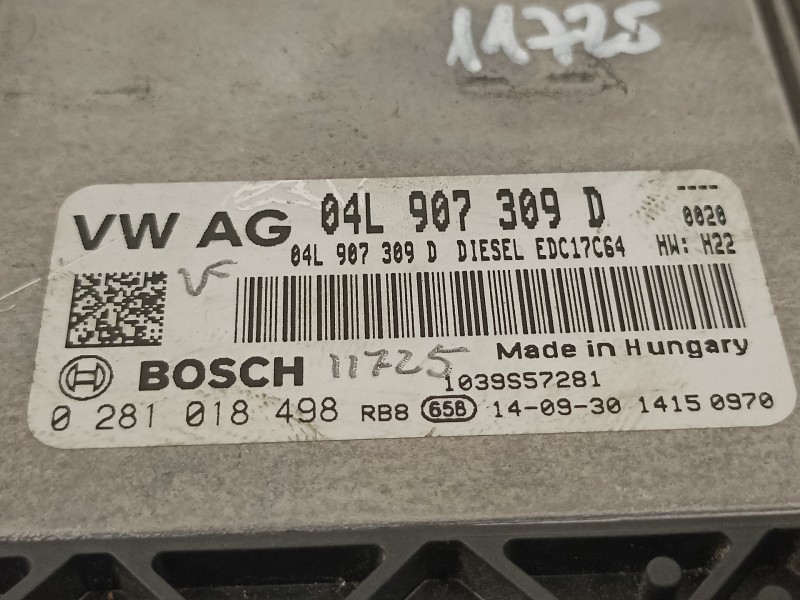 11725
VW AG 04L 907 309 D ----
0020
04L 907 309 D DIESEL EDC17C64 HW: H22
VF
BOSCH 11725 Made in Hungary
1039S57281
0 281 018 498 RB8 658 14-09-30 1415 0970